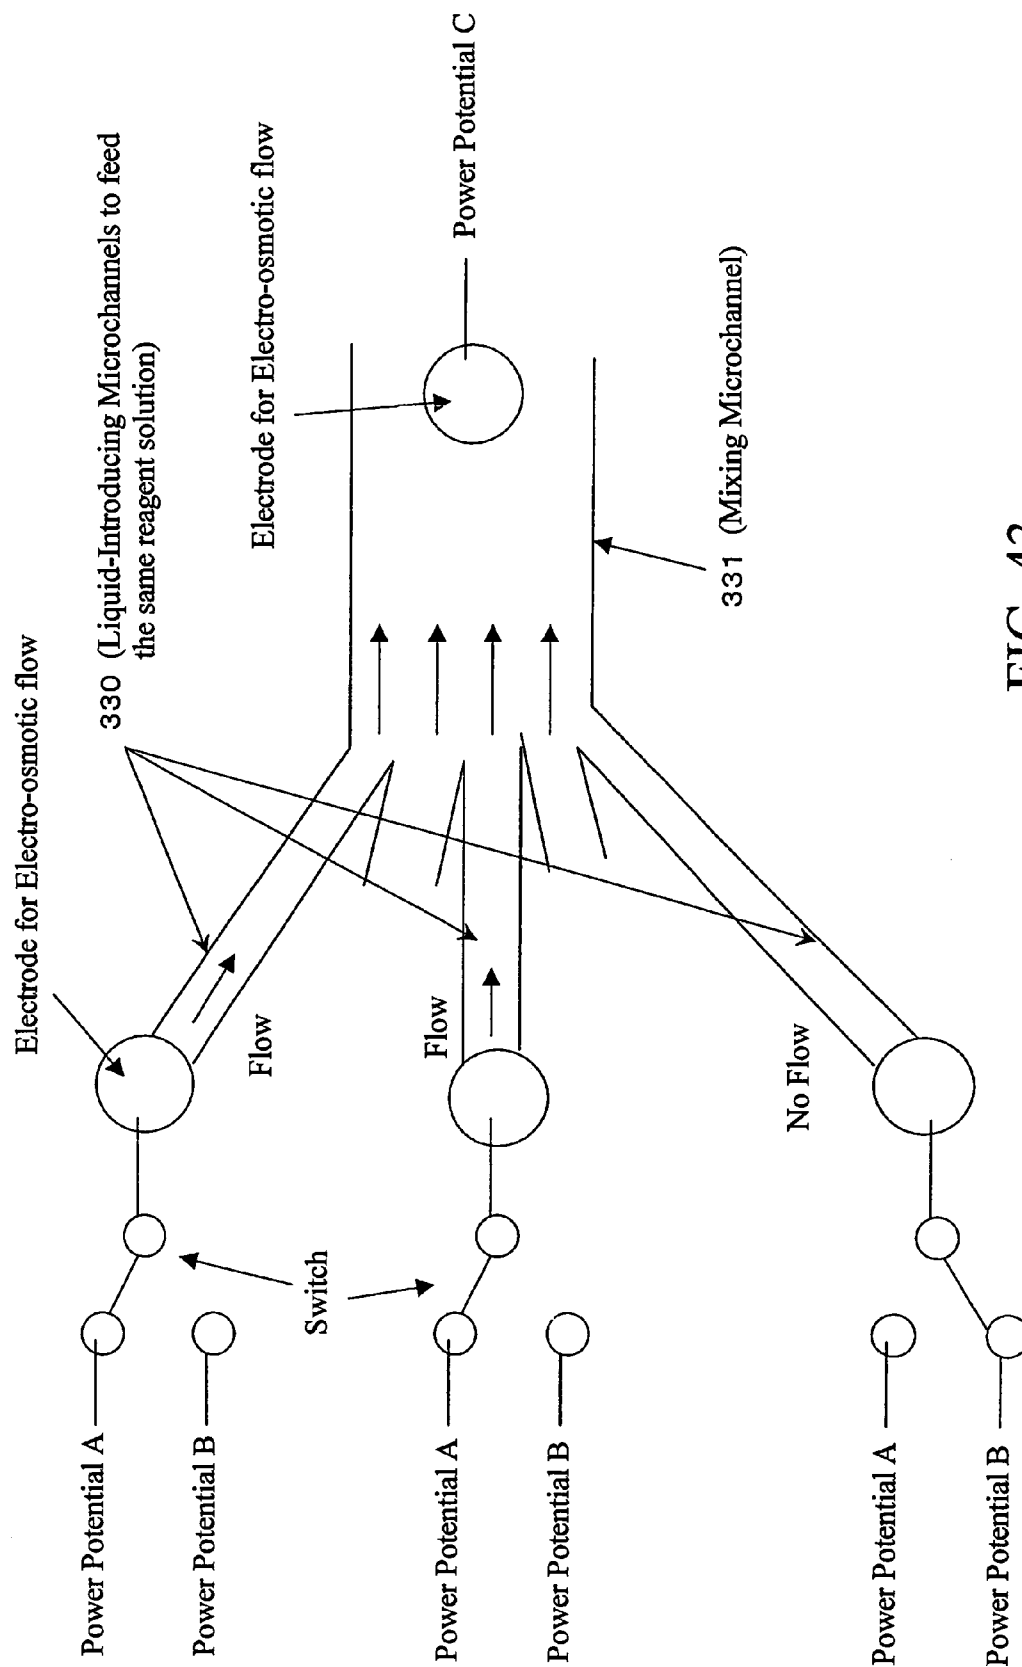 Electrode for Electro-osmotic flow
330 (Liquid-Introducing Microchannels to feed
the same reagent solution)
Electrode for Electro-osmotic flow
Power Potential C
331 (Mixing Microchannel)
Flow
Flow
No Flow
Switch
Power Potential A
Power Potential B
Power Potential A
Power Potential B
Power Potential A
Power Potential B